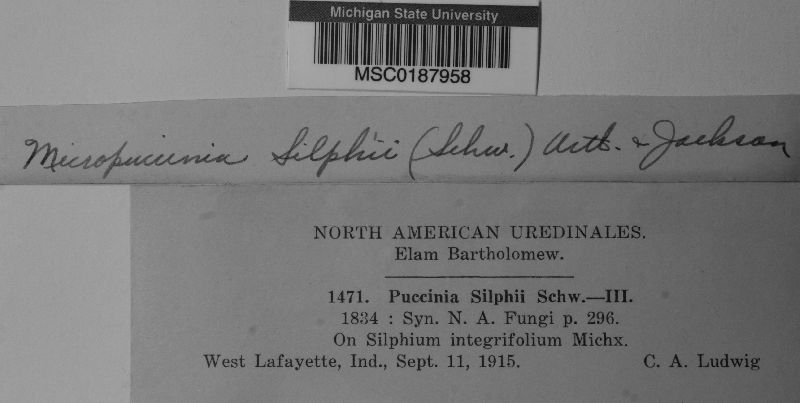 Michigan State University
MSC0187958
Micropuccinia Silphii (Schw.) Arth. & Jackson
NORTH AMERICAN UREDINALES.
Elam Bartholomew.
1471. Puccinia Silphii Schw.—III.
1834 : Syn. N. A. Fungi p. 296.
On Silphium integrifolium Michx.
West Lafayette, Ind., Sept. 11, 1915. C. A. Ludwig